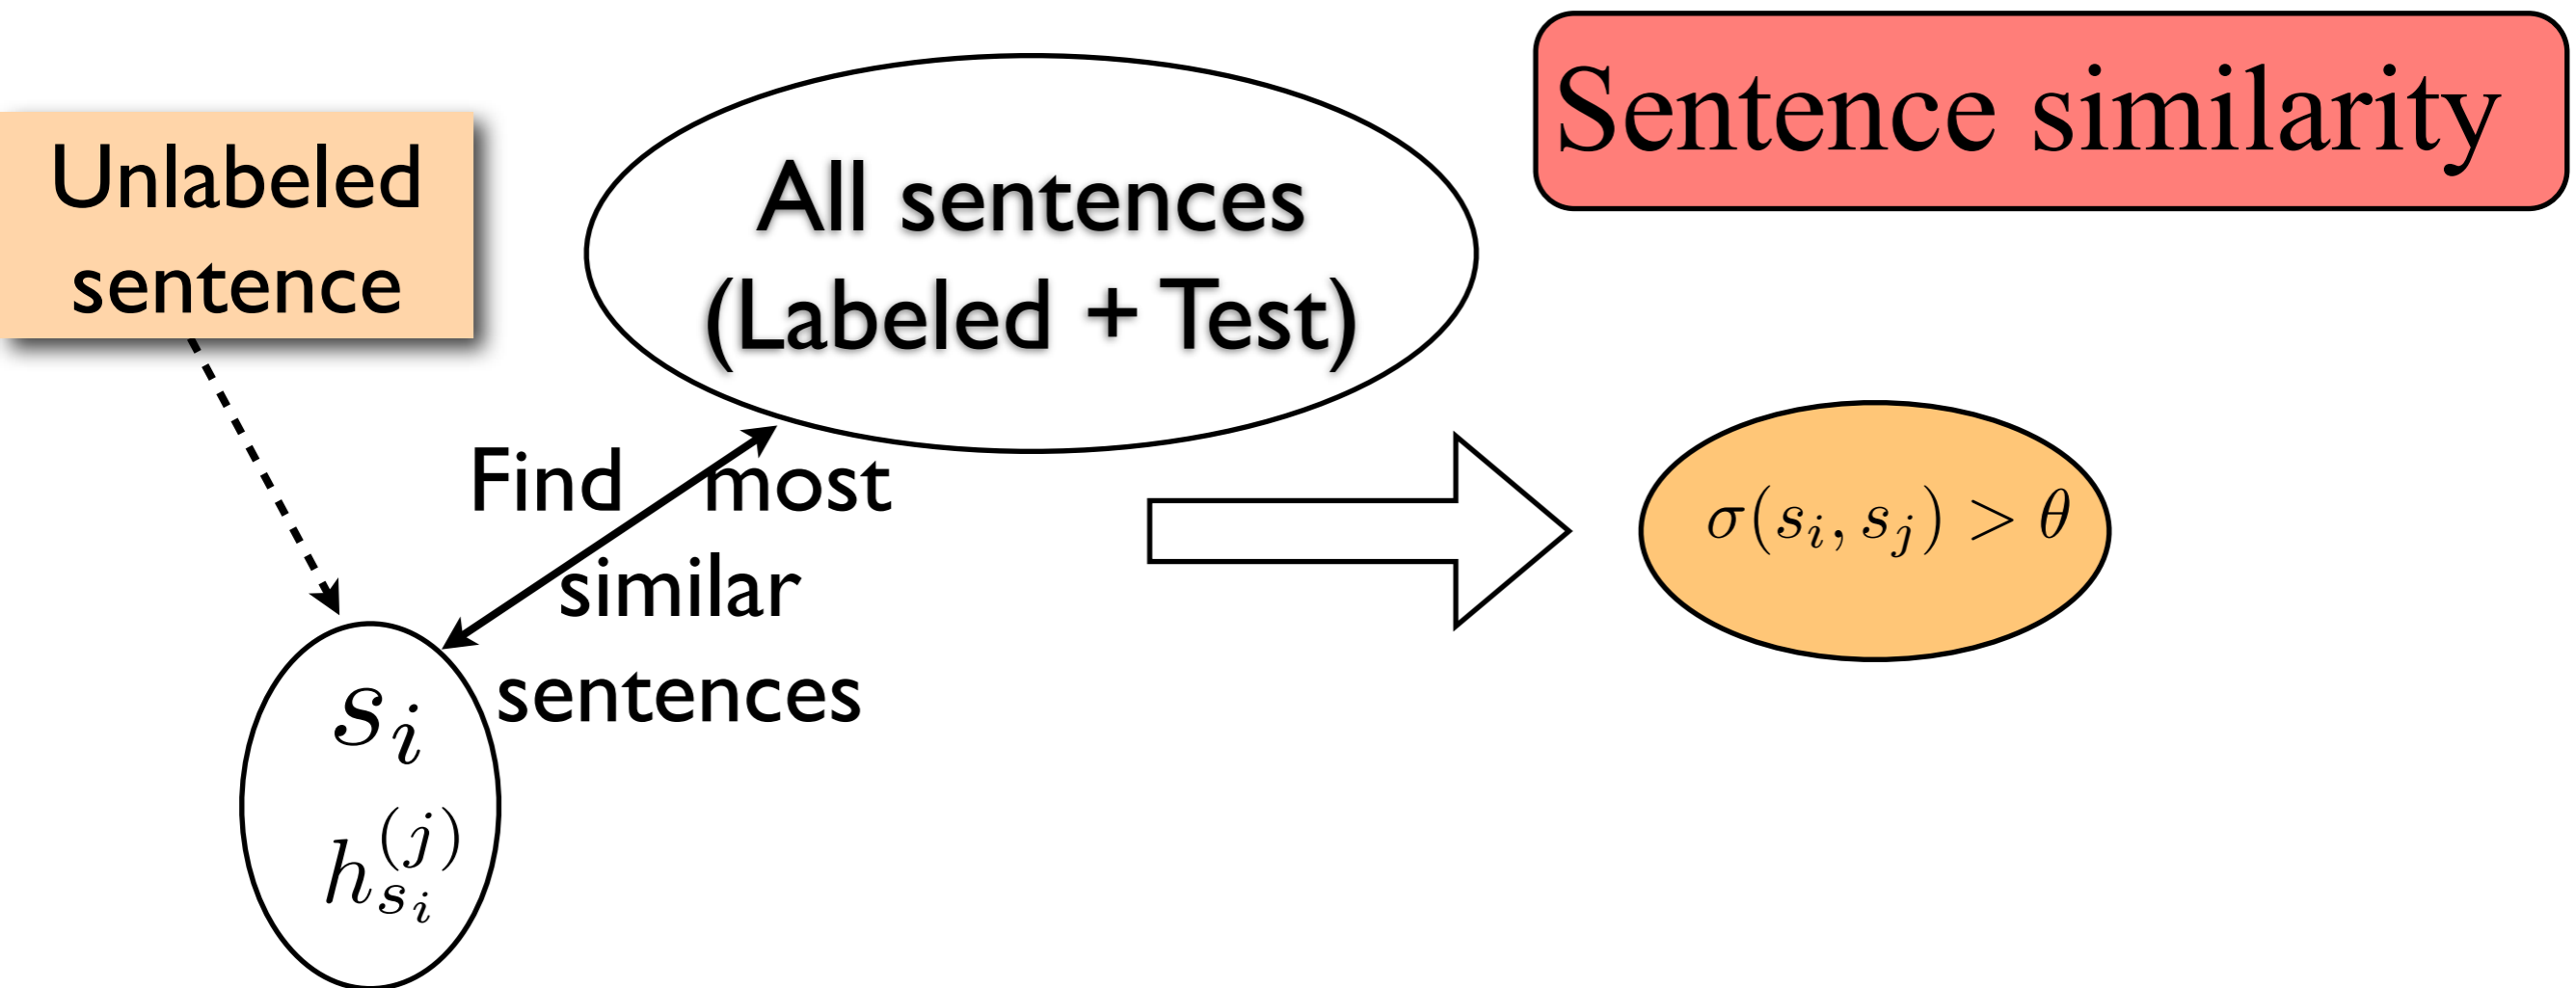 Sentence similarity
Unlabeled
sentence
All sentences
(Labeled + Test)
Find most
similar
sentences
σ(s_i, s_j) > θ
s_i
h_{s_i}^{(j)}